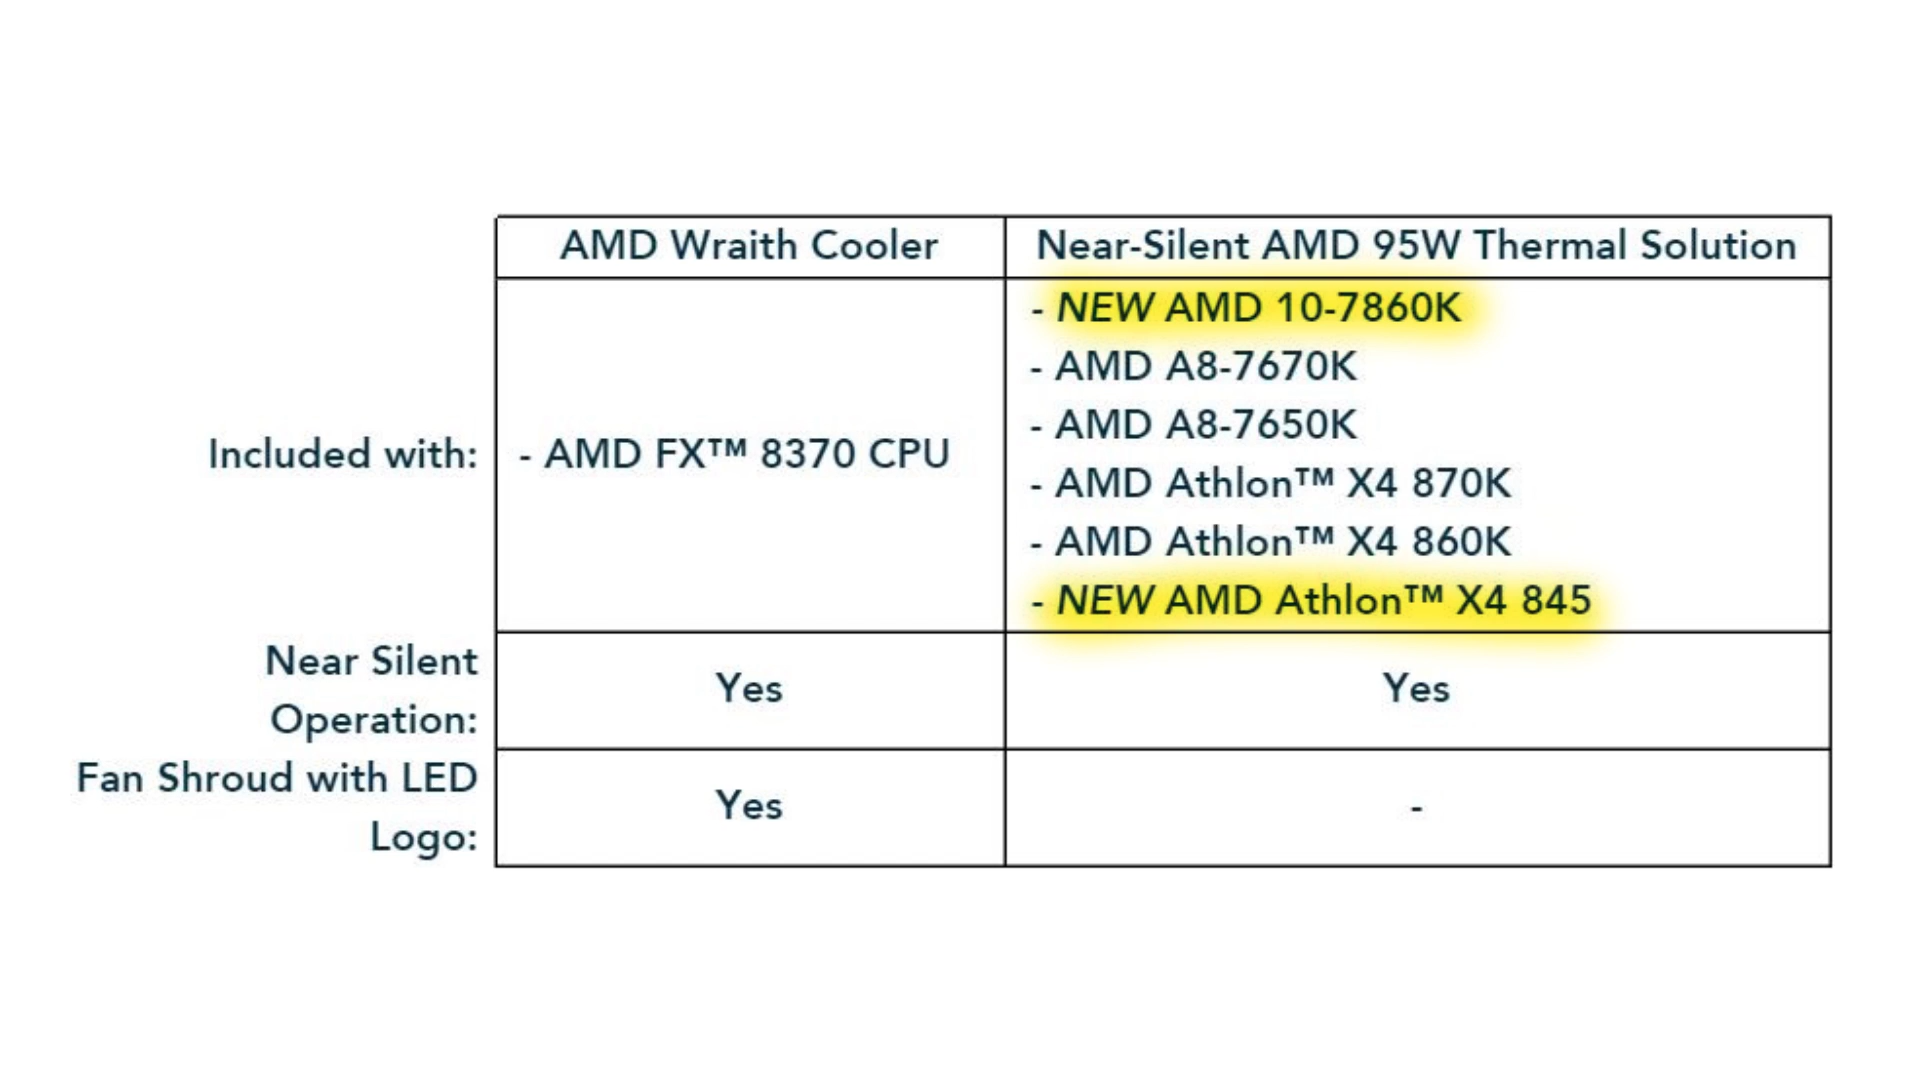 AMD Wraith Cooler
Near-Silent AMD 95W Thermal Solution
Included with:
- AMD FX™ 8370 CPU
- NEW AMD 10-7860K
- AMD A8-7670K
- AMD A8-7650K
- AMD Athlon™ X4 870K
- AMD Athlon™ X4 860K
- NEW AMD Athlon™ X4 845
Near Silent
Operation:
Yes
Yes
Fan Shroud with LED
Logo:
Yes
-